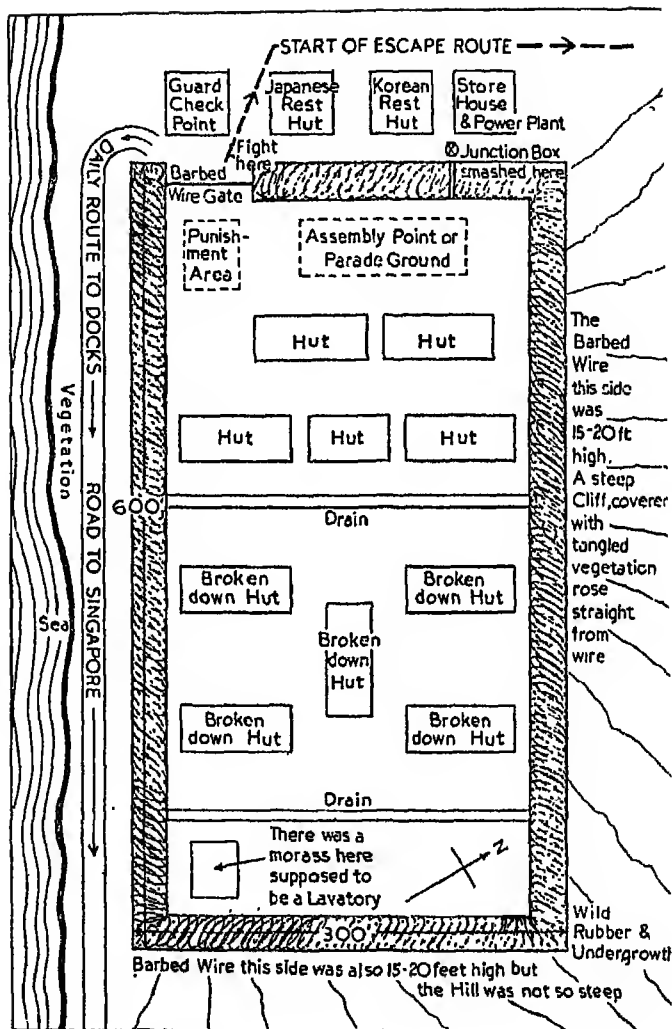 START OF ESCAPE ROUTE
Guard
Check
Point
Japanese
Rest
Hut
Korean
Rest
Hut
Store
House
& Power Plant
DAILY ROUTE TO DOCKS
Fight
here
Junction Box
smashed here
Barbed
Wire Gate
Punish-
ment
Area
Assembly Point or
Parade Ground
Hut
Hut
Hut
Hut
Hut
The
Barbed
Wire
this side
was
15-20ft
high.
A steep
Cliff, coverer
with
tangled
vegetation
rose
straight
from
wire
Vegetation
600
ROAD TO SINGAPORE
Drain
Broken
down Hut
Broken
down Hut
Sea
Broken
down
Hut
Broken
down Hut
Broken
down Hut
Drain
There was a
morass here
supposed to
be a Lavatory
N
300
Wild
Rubber &
Undergrowth
Barbed Wire this side was also 15-20 feet high but
the Hill was not so steep